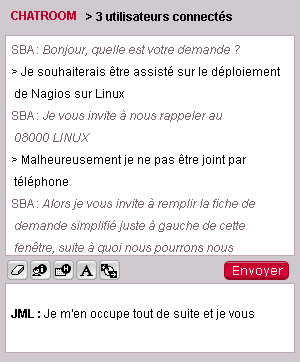 CHATROOM > 3 utilisateurs connectés
SBA : Bonjour, quelle est votre demande ?
> Je souhaiterais être assisté sur le déploiement
de Nagios sur Linux
SBA : Je vous invite à nous rappeler au
08000 LINUX
> Malheureusement je ne pas être joint par
téléphone
SBA : Alors je vous invite à remplir la fiche de
demande simplifié juste à gauche de cette
fenêtre, suite à quoi nous pourrons nous
A
Envoyer
JML : Je m'en occupe tout de suite et je vous